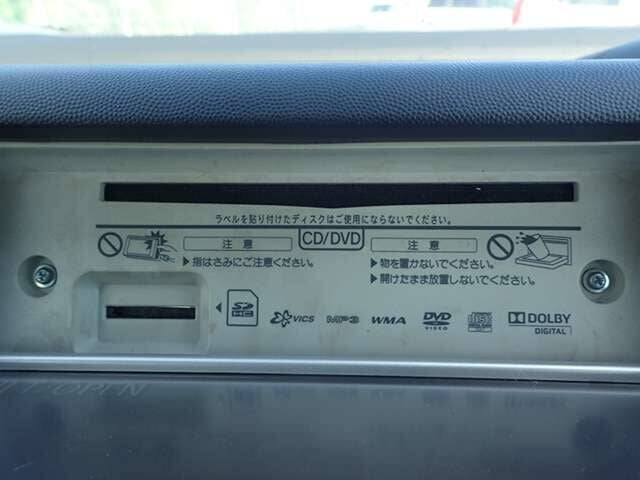 ラベルを貼り付けたディスクはご使用にならないでください。
注意
CD/DVD
注意
▶指はさみにご注意ください。
▶物を置かないでください。
▶開けたまま放置しないでください。
SD HC
VICS
MP3
WMA
DVD VIDEO
DOLBY DIGITAL